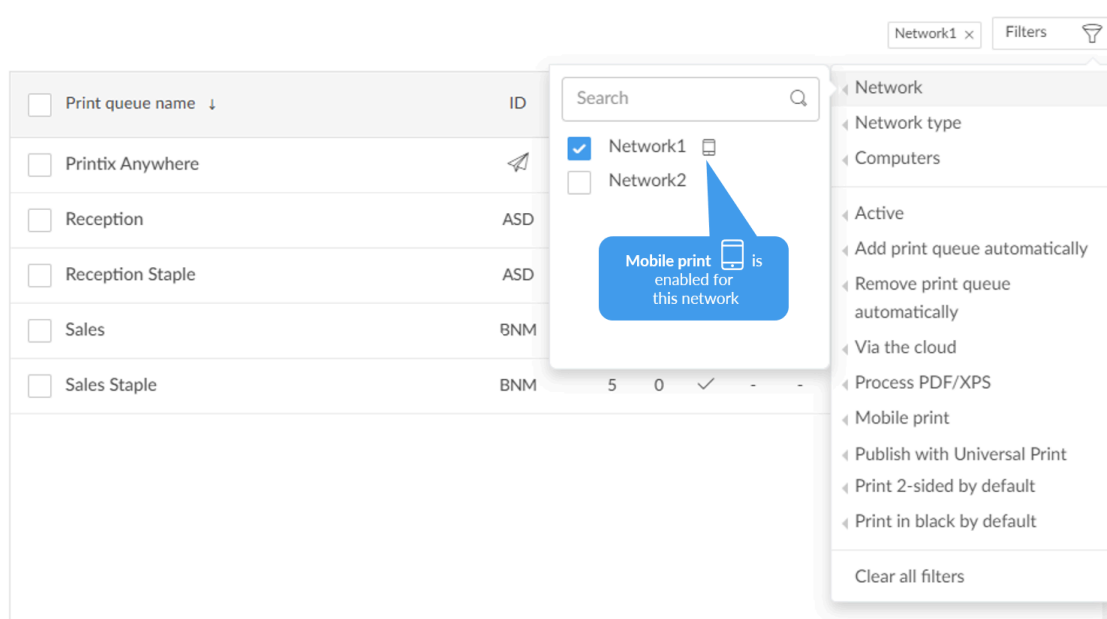 Network1 ×
Filters
Print queue name ↓
ID
Printix Anywhere
Reception
ASD
Reception Staple
ASD
Sales
BNM
Sales Staple
BNM
5
0
-
-
Search
Network1
Network2
Mobile print is
enabled for
this network
Network
Network type
Computers
Active
Add print queue automatically
Remove print queue
automatically
Via the cloud
Process PDF/XPS
Mobile print
Publish with Universal Print
Print 2-sided by default
Print in black by default
Clear all filters